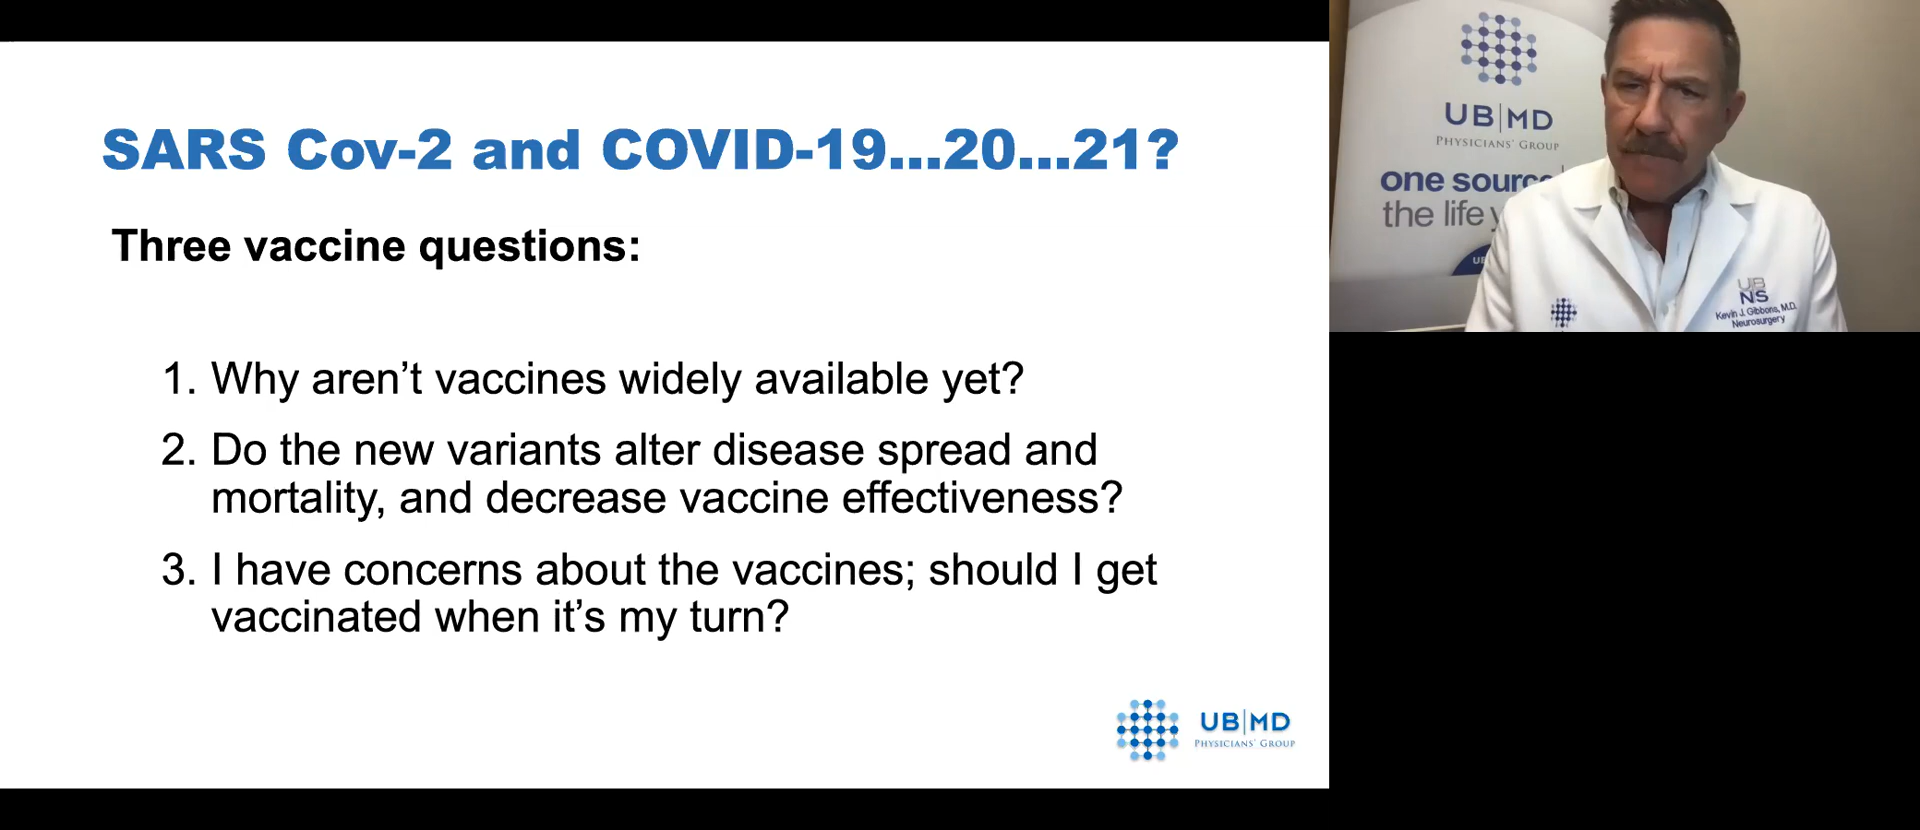 SARS Cov-2 and COVID-19...20...21?
Three vaccine questions:
1. Why aren’t vaccines widely available yet?
2. Do the new variants alter disease spread and
mortality, and decrease vaccine effectiveness?
3. I have concerns about the vaccines; should I get
vaccinated when it’s my turn?
UB|MD
PHYSICIANS' GROUP
UB|MD
PHYSICIANS' GROUP
one source
the life
UB
UB
NS
Kevin J. Gibbons, M.D.
Neurosurgery